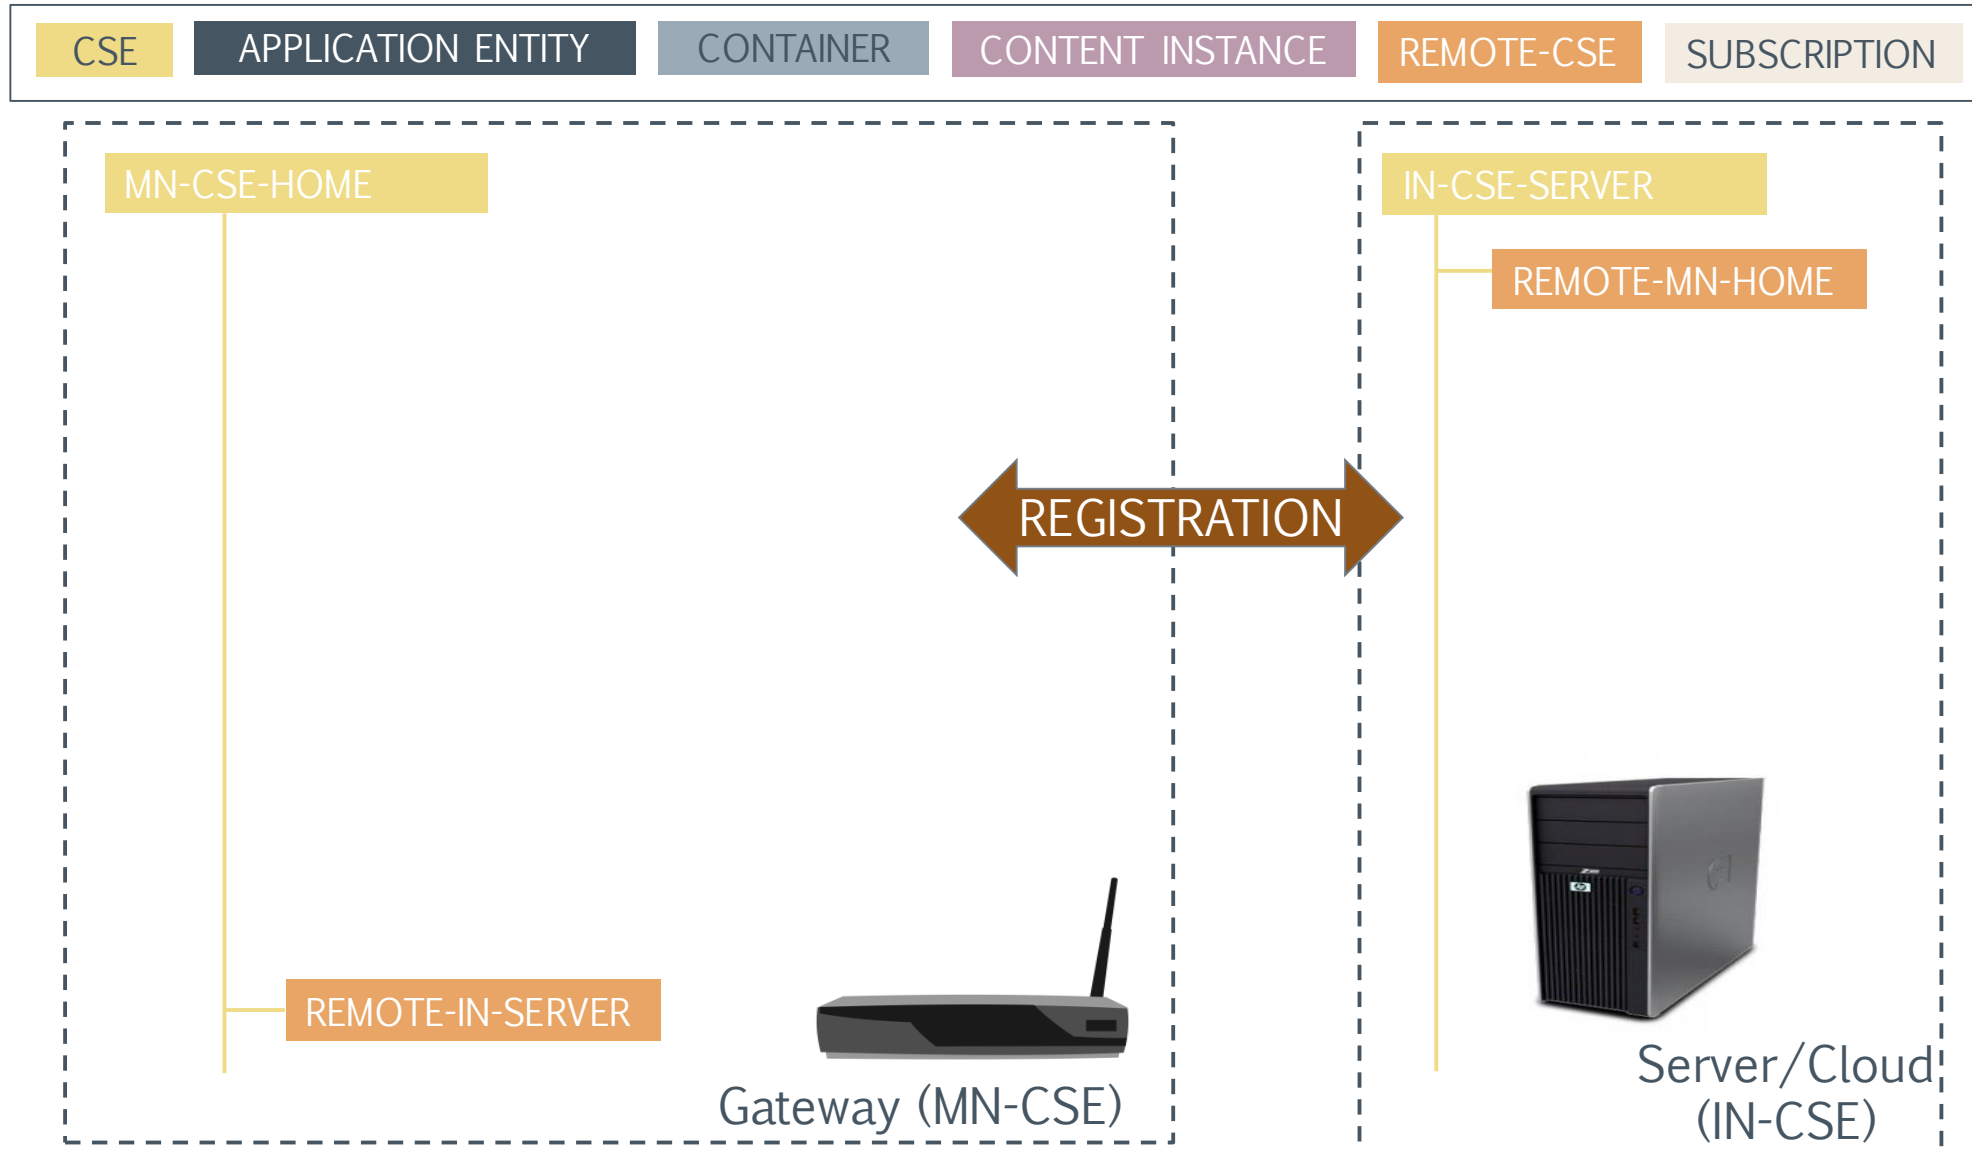 CSE
APPLICATION ENTITY
CONTAINER
CONTENT INSTANCE
REMOTE-CSE
SUBSCRIPTION
MN-CSE-HOME
IN-CSE-SERVER
REMOTE-MN-HOME
REGISTRATION
REMOTE-IN-SERVER
Gateway (MN-CSE)
Server/Cloud
(IN-CSE)